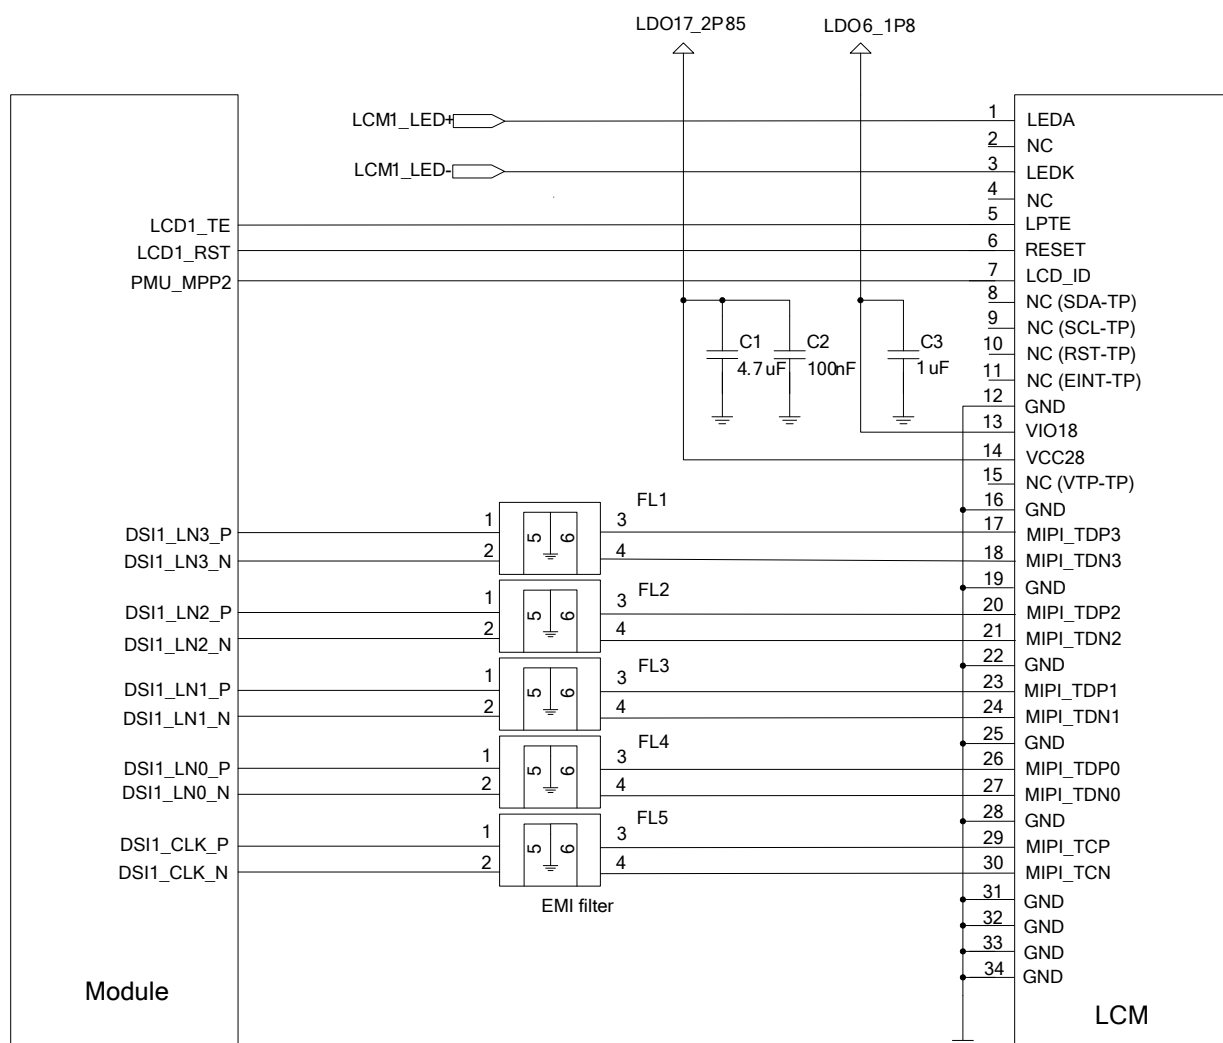 LDO17_2P85 LDO6_1P8
LCM1_LED+ 1 LEDA
2 NC
LCM1_LED- 3 LEDK
4 NC
LCD1_TE 5 LPTE
LCD1_RST 6 RESET
PMU_MPP2 7 LCD_ID
8 NC (SDA-TP)
9 NC (SCL-TP)
C1 C2 C3 10 NC (RST-TP)
4.7uF 100nF 1uF 11 NC (EINT-TP)
12 GND
13 VIO18
14 VCC28
15 NC (VTP-TP)
FL1 16 GND
DSI1_LN3_P 1 5 6 3 17 MIPI_TDP3
DSI1_LN3_N 2 4 18 MIPI_TDN3
FL2 19 GND
DSI1_LN2_P 1 5 6 3 20 MIPI_TDP2
DSI1_LN2_N 2 4 21 MIPI_TDN2
FL3 22 GND
DSI1_LN1_P 1 5 6 3 23 MIPI_TDP1
DSI1_LN1_N 2 4 24 MIPI_TDN1
FL4 25 GND
DSI1_LN0_P 1 5 6 3 26 MIPI_TDP0
DSI1_LN0_N 2 4 27 MIPI_TDN0
FL5 28 GND
DSI1_CLK_P 1 5 6 3 29 MIPI_TCP
DSI1_CLK_N 2 4 30 MIPI_TCN
EMI filter 31 GND
32 GND
33 GND
34 GND
Module LCM